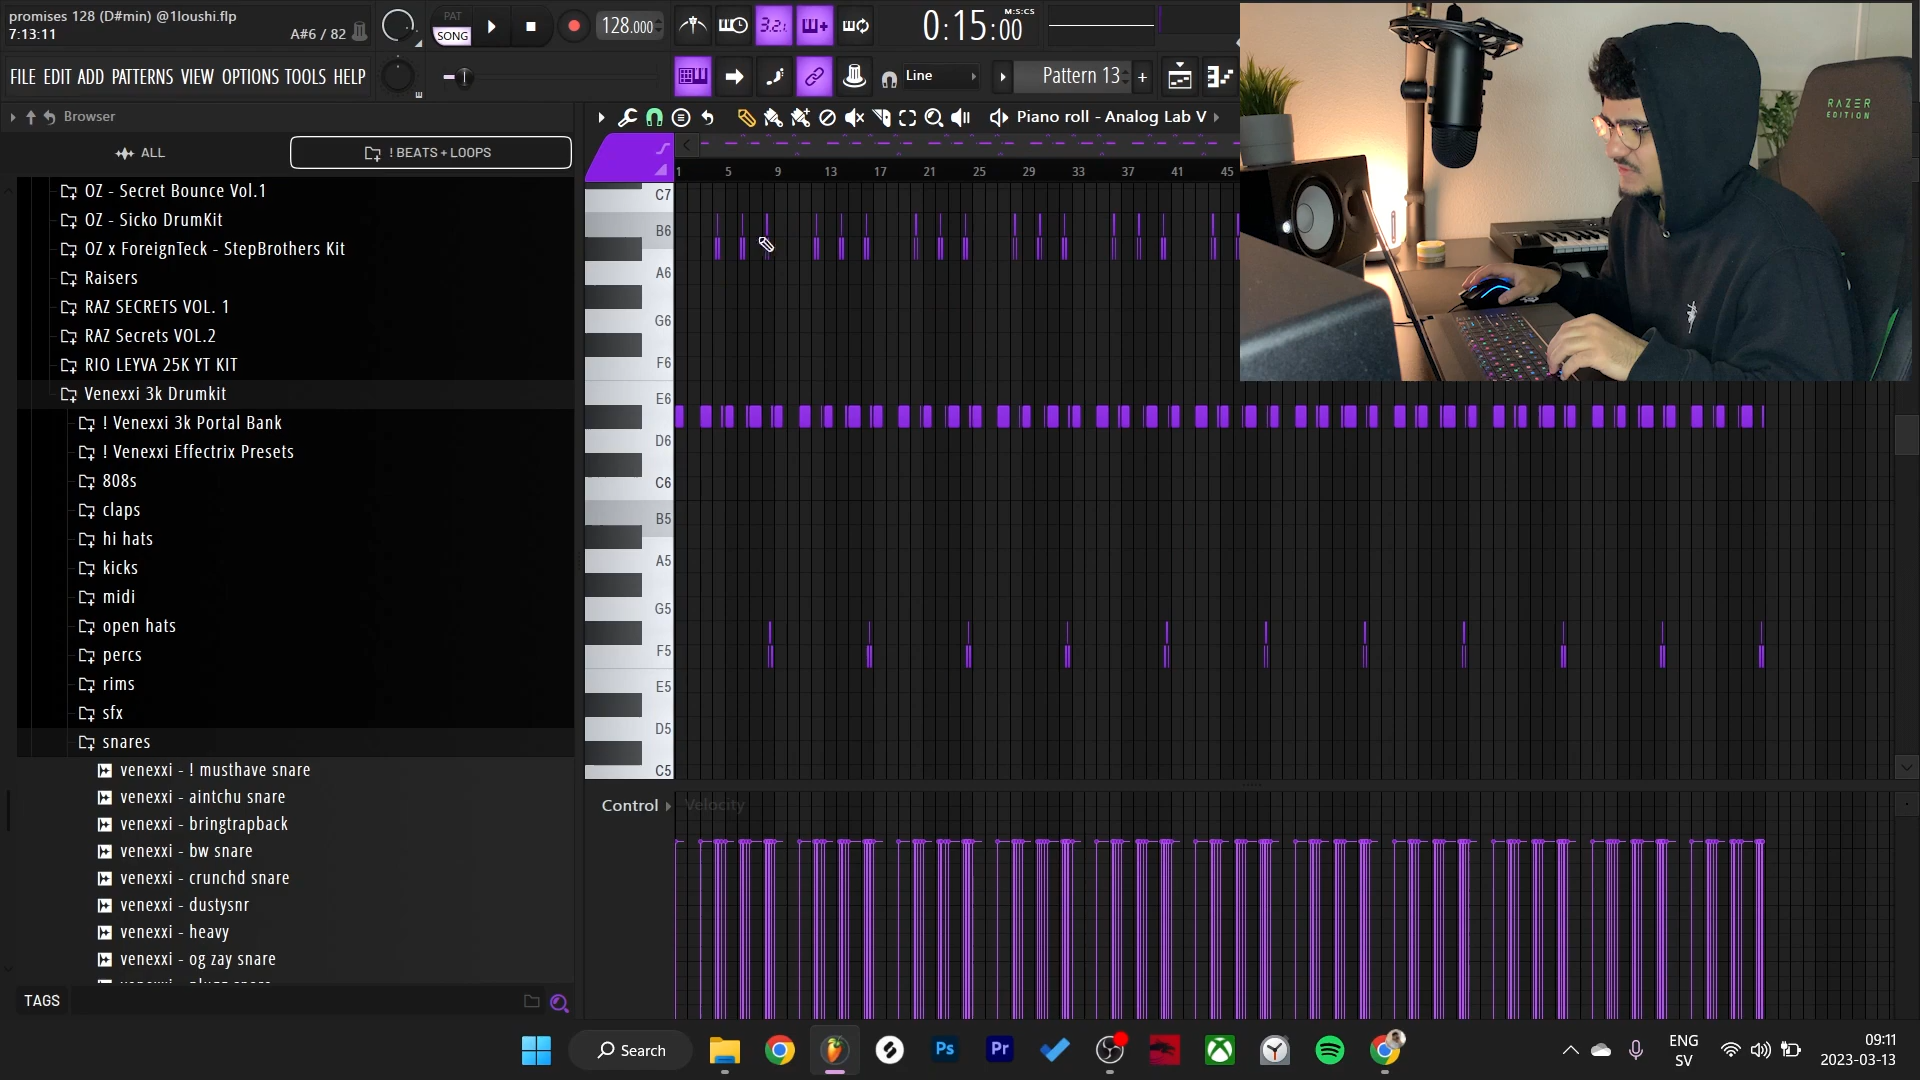 promises 128 (D#min) @1loushi.flp
7:13:11
A#6 / 82
PAT
SONG
128.000
3.2.1
0:15:00
M:S:CS
FILE EDIT ADD PATTERNS VIEW OPTIONS TOOLS HELP
Line
Pattern 13
+
Browser
Piano roll - Analog Lab V
ALL
! BEATS + LOOPS
1 5 9 13 17 21 25 29 33 37 41 45
OZ - Secret Bounce Vol.1
OZ - Sicko DrumKit
OZ x ForeignTeck - StepBrothers Kit
Raisers
RAZ SECRETS VOL. 1
RAZ Secrets VOL.2
RIO LEYVA 25K YT KIT
Venexxi 3k Drumkit
! Venexxi 3k Portal Bank
! Venexxi Effectrix Presets
808s
claps
hi hats
kicks
midi
open hats
percs
rims
sfx
snares
venexxi - ! musthave snare
venexxi - aintchu snare
venexxi - bringtrapback
venexxi - bw snare
venexxi - crunchd snare
venexxi - dustysnr
venexxi - heavy
venexxi - og zay snare
TAGS
C7
B6
A6
G6
F6
E6
D6
C6
B5
A5
G5
F5
E5
D5
C5
Control
Velocity
RAZER
EDITION
Search
Ps
Pr
ENG
SV
09:11
2023-03-13